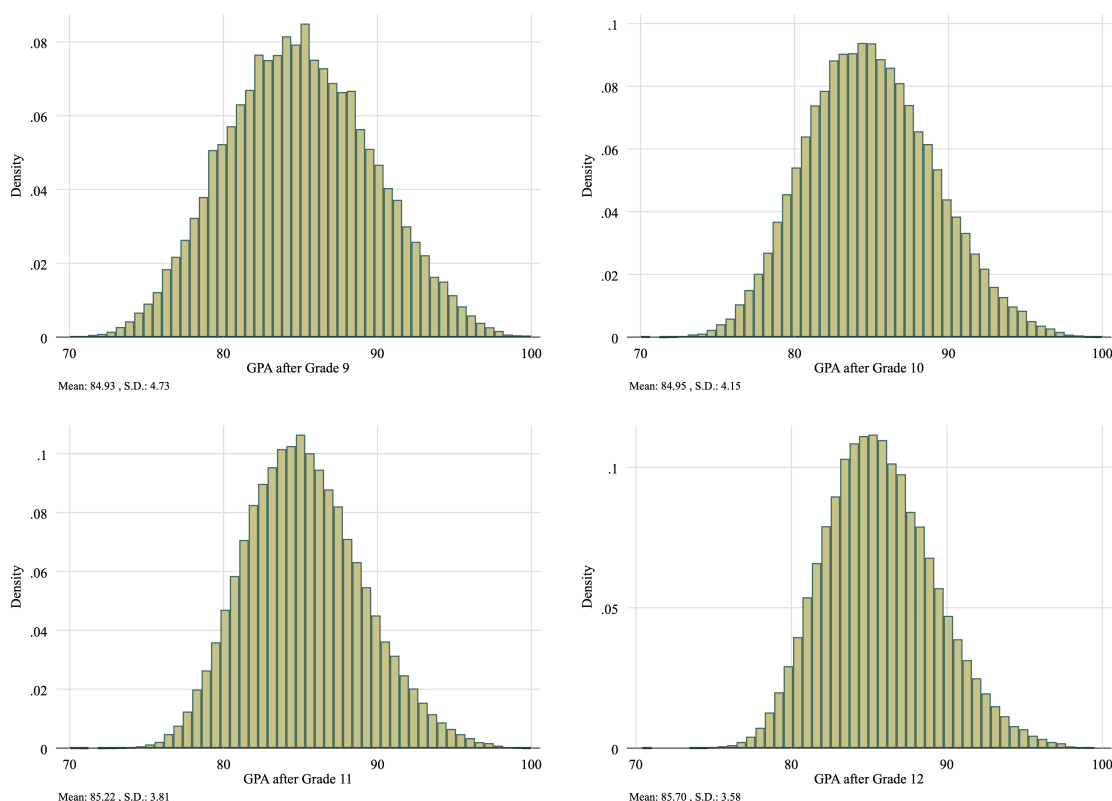 .08
.06
.04
.02
0
Density
70 80 90 100
GPA after Grade 9
Mean: 84.93 , S.D.: 4.73
.1
.08
.06
.04
.02
0
Density
70 80 90 100
GPA after Grade 10
Mean: 84.95 , S.D.: 4.15
.1
.08
.06
.04
.02
0
Density
70 80 90 100
GPA after Grade 11
Mean: 85.22 , S.D.: 3.81
.1
.05
0
Density
70 80 90 100
GPA after Grade 12
Mean: 85.70 , S.D.: 3.58